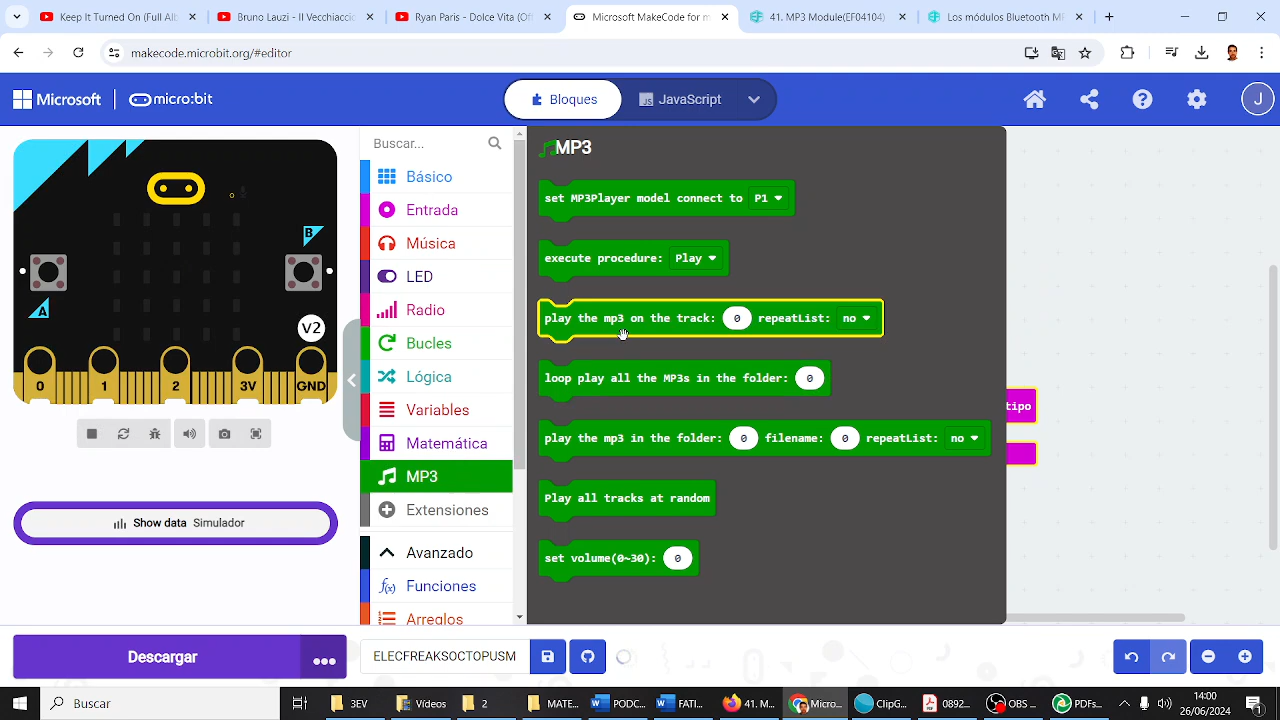 Keep It Turned (Full Al
Bruno Lauzi - Il Vecchiaccio
Ryan Paris - Dolce Vita (Of
Microsoft MakeCode for m
41. MP3 Module(EF04104)
Los módulos Bluetooth M
makecode.microbit.org/#editor
Microsoft
micro:bit
Bloques
JavaScript
J
Buscar...
Básico
Entrada
Música
LED
Radio
Bucles
Lógica
Variables
Matemática
MP3
Extensiones
Avanzado
Funciones
Arreglos
B
A
V2
0 1 2 3V GND
Show data Simulador
MP3
set MP3Player model connect to P1
execute procedure: Play
play the mp3 on the track: 0 repeatList: no
loop play all the MP3s in the folder: 0
play the mp3 in the folder: 0 filename: 0 repeatList: no
Play all tracks at random
set volume(0~30): 0
tipo
Descargar
ELECFREAKSOCTOPUSM
Buscar
3EV
Video
2
MATE
PODC...
FATI...
41. M...
Micro...
ClipG...
0892...
OBS ...
PDFs...
14:00
26/06/2024